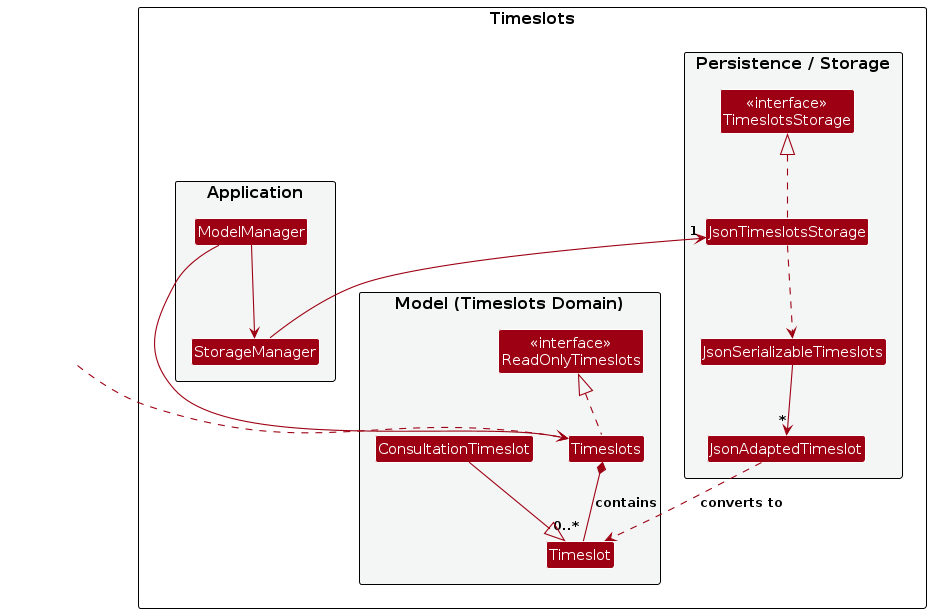 Timeslots
Persistence / Storage
«interface»
TimeslotsStorage
Application
ModelManager
1
JsonTimeslotsStorage
Model (Timeslots Domain)
«interface»
ReadOnlyTimeslots
StorageManager
JsonSerializableTimeslots
*
ConsultationTimeslot
Timeslots
JsonAdaptedTimeslot
contains
converts to
0..*
Timeslot